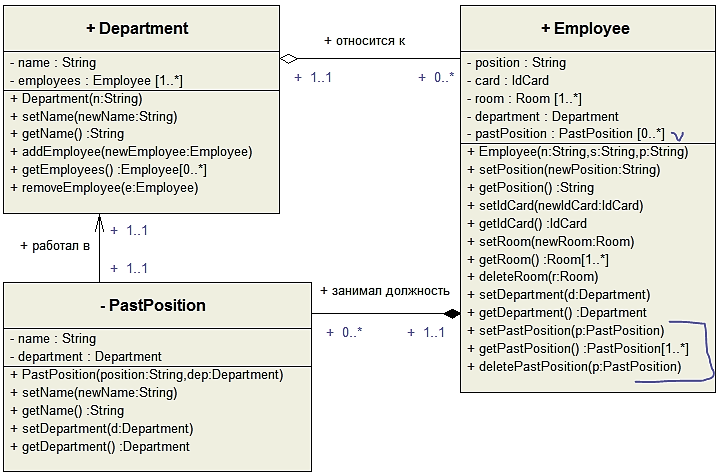 + Department
- name : String
- employees : Employee [1..*]
+ Department(n:String)
+ setName(newName:String)
+ getName() :String
+ addEmployee(newEmployee:Employee)
+ getEmployees() :Employee[0..*]
+ removeEmployee(e:Employee)
+ относится к
+ 1..1
+ 0..*
+ Employee
- position : String
- card : IdCard
- room : Room [1..*]
- department : Department
- pastPosition : PastPosition [0..*]
+ Employee(n:String,s:String,p:String)
+ setPosition(newPosition:String)
+ getPosition() :String
+ setIdCard(newIdCard:IdCard)
+ getIdCard() :IdCard
+ setRoom(newRoom:Room)
+ getRoom() :Room[1..*]
+ deleteRoom(r:Room)
+ setDepartment(d:Department)
+ getDepartment() :Department
+ setPastPosition(p:PastPosition)
+ getPastPosition() :PastPosition[1..*]
+ deletePastPosition(p:PastPosition)
+ 1..1
+ работал в
+ 1..1
+ занимал должность
+ 0..*
+ 1..1
- PastPosition
- name : String
- department : Department
+ PastPosition(position:String,dep:Department)
+ setName(newName:String)
+ getName() :String
+ setDepartment(d:Department)
+ getDepartment() :Department